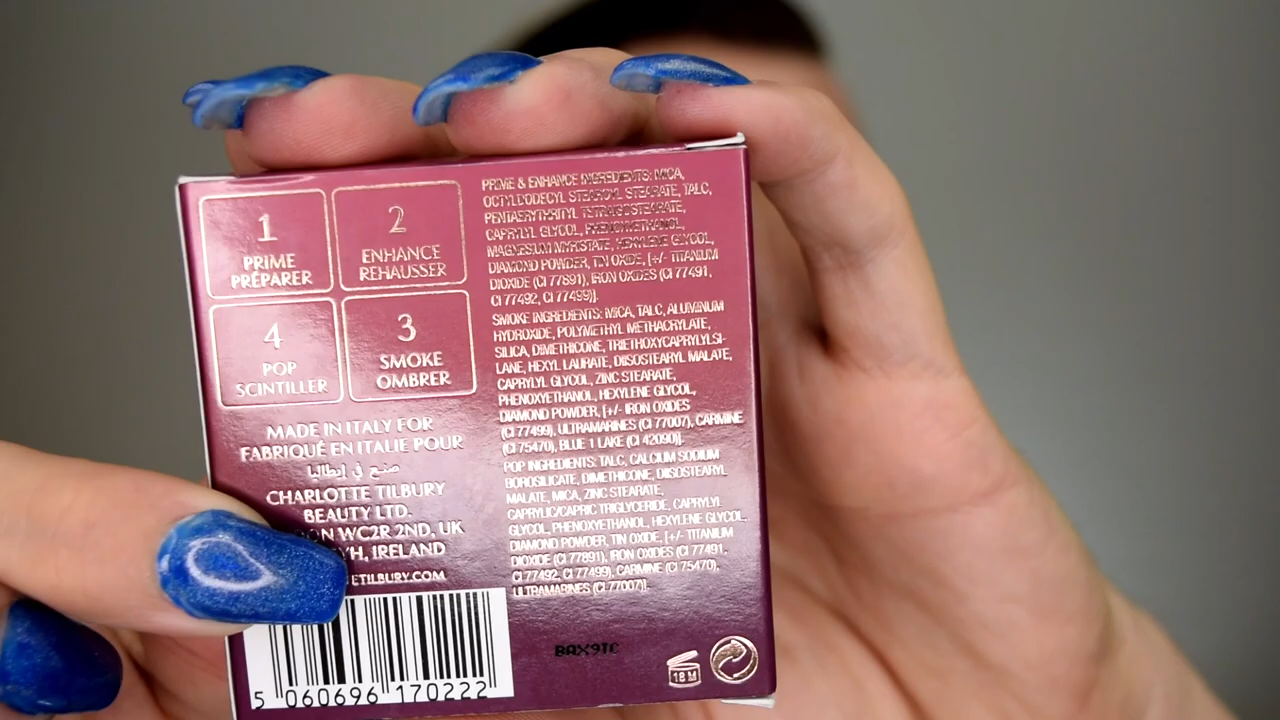 1
PRIME
PRÉPARER
2
ENHANCE
REHAUSSER
4
POP
SCINTILLER
3
SMOKE
OMBRER
MADE IN ITALY FOR
FABRIQUÉ EN ITALIE POUR
صنع في إيطاليا
CHARLOTTE TILBURY
BEAUTY LTD.
WC2R 2ND, UK
IRELAND
ETILBURY.COM
5 060696 170222
PRIME & ENHANCE INGREDIENTS: MICA,
OCTYLDODECYL STEAROYL STEARATE, TALC,
PENTAERYTHRITYL TETRAISOSTEARATE,
CAPRYLYL GLYCOL, PHENOXYETHANOL,
MAGNESIUM MYRISTATE, HEXYLENE GLYCOL,
DIAMOND POWDER, TIN OXIDE, [+/- TITANIUM
DIOXIDE (CI 77891), IRON OXIDES (CI 77491,
CI 77492, CI 77499)].
SMOKE INGREDIENTS: MICA, TALC, ALUMINUM
HYDROXIDE, POLYMETHYL METHACRYLATE,
SILICA, DIMETHICONE, TRIETHOXYCAPRYLYLSI-
LANE, HEXYL LAURATE, DIISOSTEARYL MALATE,
CAPRYLYL GLYCOL, ZINC STEARATE,
PHENOXYETHANOL, HEXYLENE GLYCOL,
DIAMOND POWDER, [+/- IRON OXIDES
(CI 77499), ULTRAMARINES (CI 77007), CARMINE
(CI 75470), BLUE 1 LAKE (CI 42090)].
POP INGREDIENTS: TALC, CALCIUM SODIUM
BOROSILICATE, DIMETHICONE, DIISOSTEARYL
MALATE, MICA, ZINC STEARATE,
CAPRYLIC/CAPRIC TRIGLYCERIDE, CAPRYLYL
GLYCOL, PHENOXYETHANOL, HEXYLENE GLYCOL,
DIAMOND POWDER, TIN OXIDE, [+/- TITANIUM
DIOXIDE (CI 77891), IRON OXIDES (CI 77491,
CI 77492, CI 77499), CARMINE (CI 75470),
ULTRAMARINES (CI 77007)].
BAX9TC
18 M